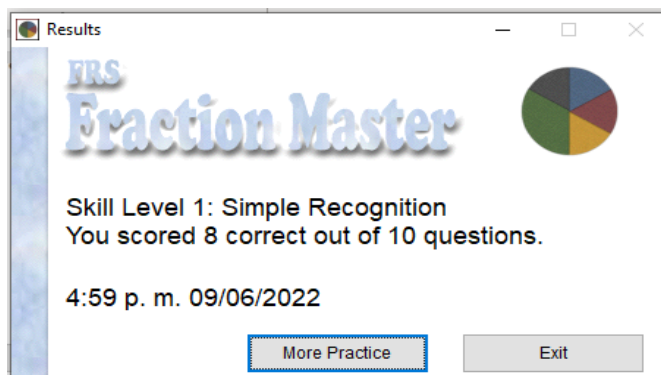 Results
FRS
Fraction Master
Skill Level 1: Simple Recognition
You scored 8 correct out of 10 questions.
4:59 p. m. 09/06/2022
More Practice
Exit